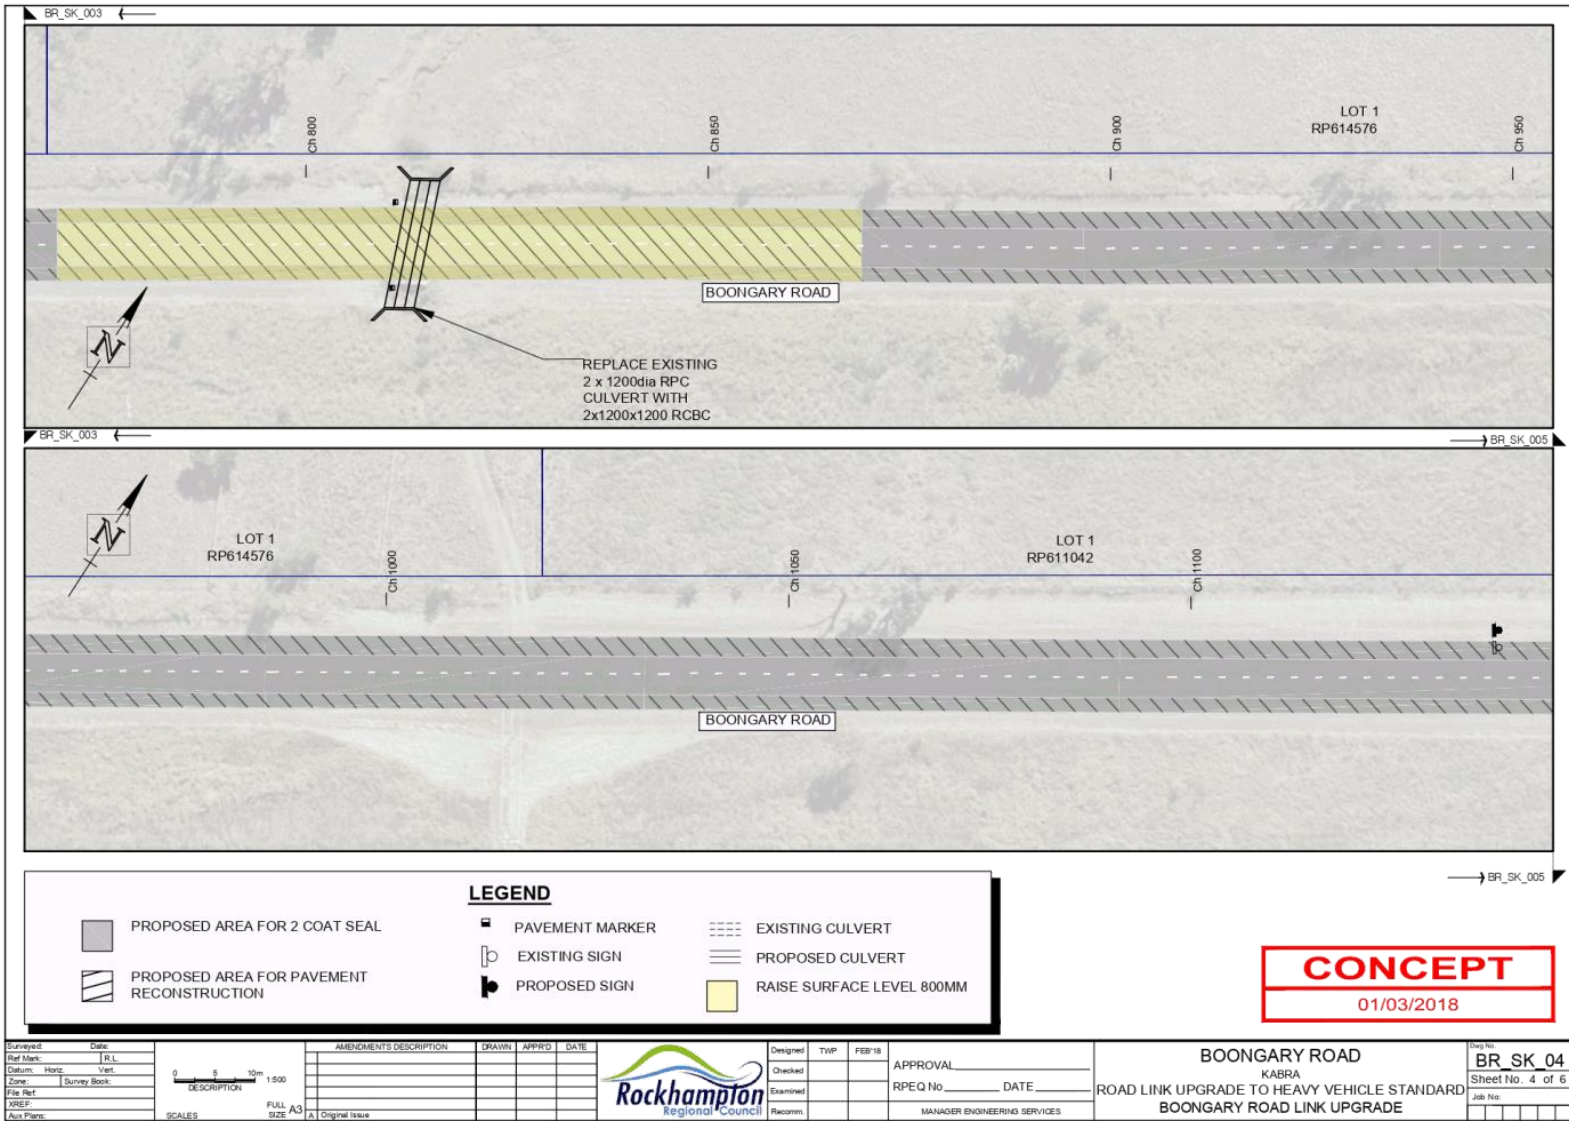 BR_SK_003
Ch 800
Ch 850
Ch 900
Ch 950
LOT 1
RP614576
BOONGARY ROAD
N
REPLACE EXISTING
2 x 1200dia RPC
CULVERT WITH
2x1200x1200 RCBC
BR_SK_003
BR_SK_005
N
LOT 1
RP614576
Ch 1000
Ch 1050
LOT 1
RP611042
Ch 1100
BOONGARY ROAD
BR_SK_005
LEGEND
PROPOSED AREA FOR 2 COAT SEAL
PROPOSED AREA FOR PAVEMENT
RECONSTRUCTION
PAVEMENT MARKER
EXISTING SIGN
PROPOSED SIGN
EXISTING CULVERT
PROPOSED CULVERT
RAISE SURFACE LEVEL 800MM
CONCEPT
01/03/2018
Surveyed: Date:
Ref Mark: R.L.
Datum: Horiz. Vert.
Zone: Survey Book:
File Ref:
XREF:
Aux Plans:
0 5 10m 1:500
DESCRIPTION
SCALES
FULL SIZE A3
AMENDMENTS DESCRIPTION DRAWN APPR'D DATE
A Original Issue
Rockhampton
Regional Council
Designed TWP FEB'18
Checked
Examined
Recomm.
APPROVAL
RPEQ No DATE
MANAGER ENGINEERING SERVICES
BOONGARY ROAD
KABRA
ROAD LINK UPGRADE TO HEAVY VEHICLE STANDARD
BOONGARY ROAD LINK UPGRADE
Dwg No.
BR_SK_04
Sheet No. 4 of 6
Job No: